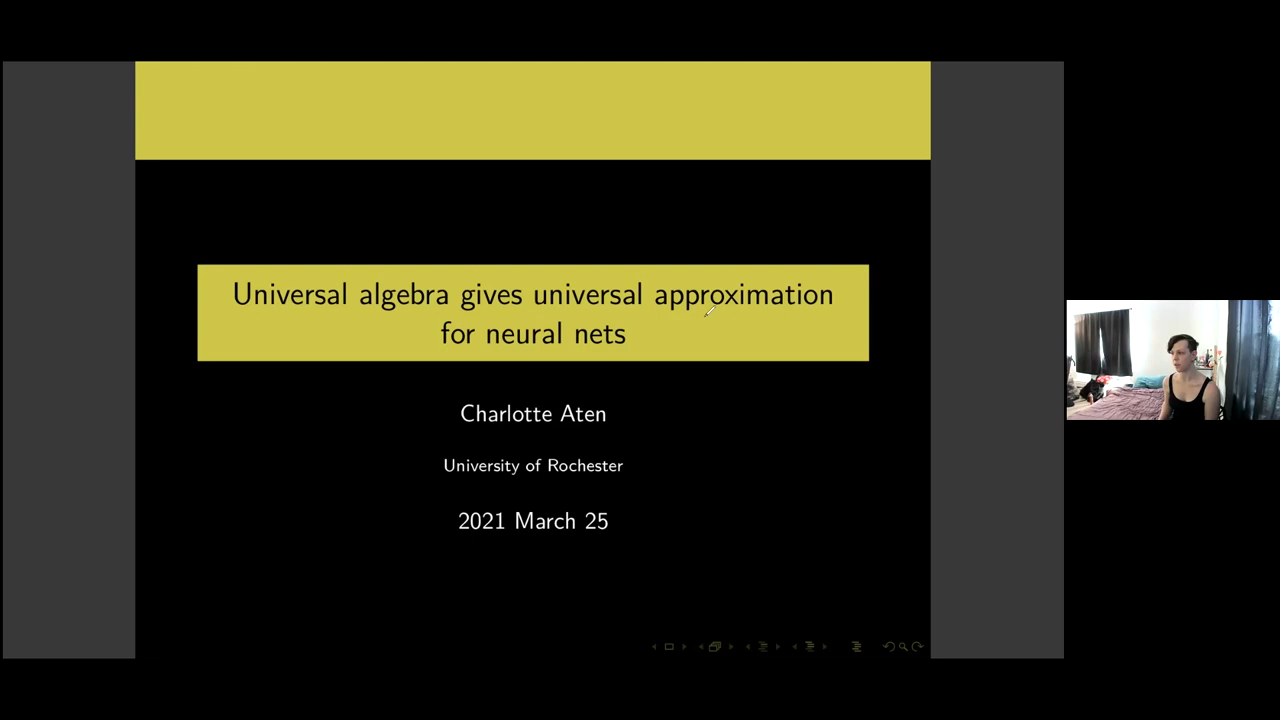 Universal algebra gives universal approximation
for neural nets
Charlotte Aten
University of Rochester
2021 March 25